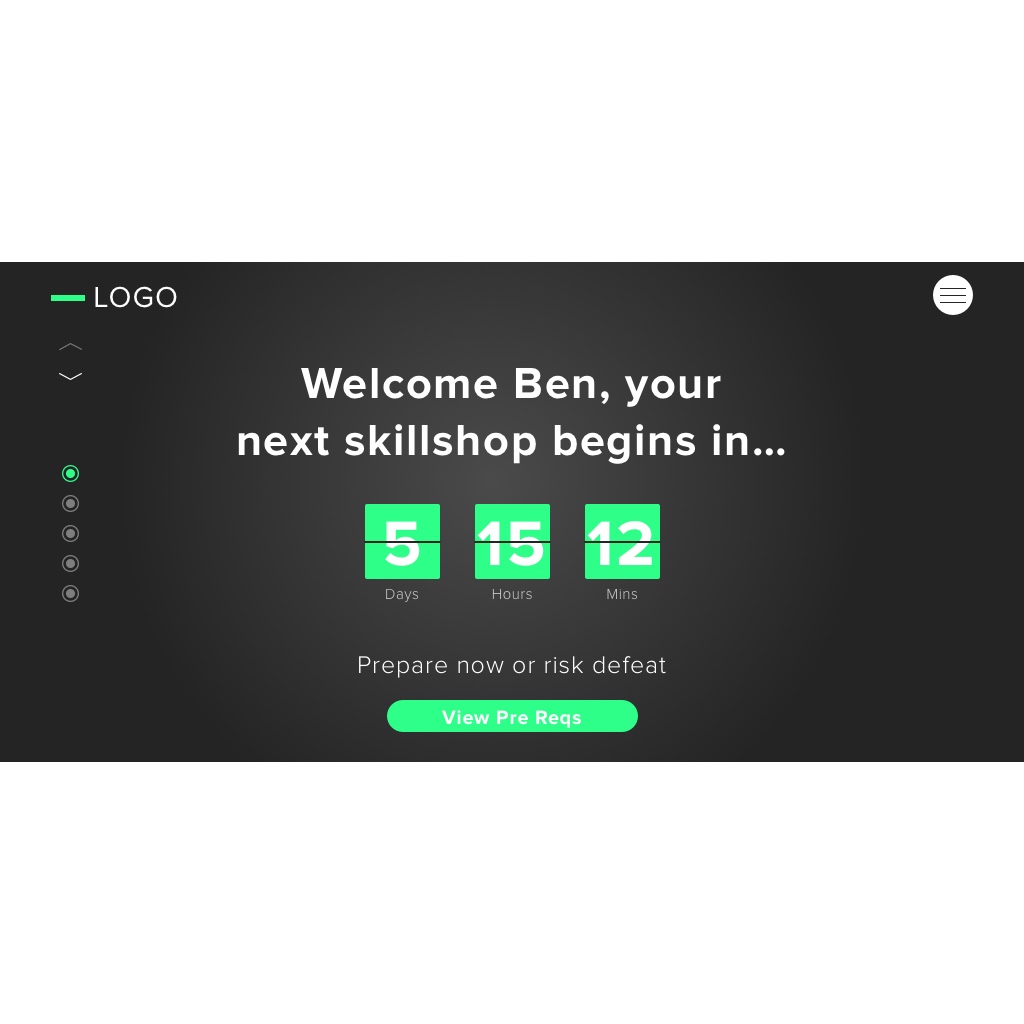 LOGO
Welcome Ben, your
next skillshop begins in...
5 15 12
Days Hours Mins
Prepare now or risk defeat
View Pre Reqs